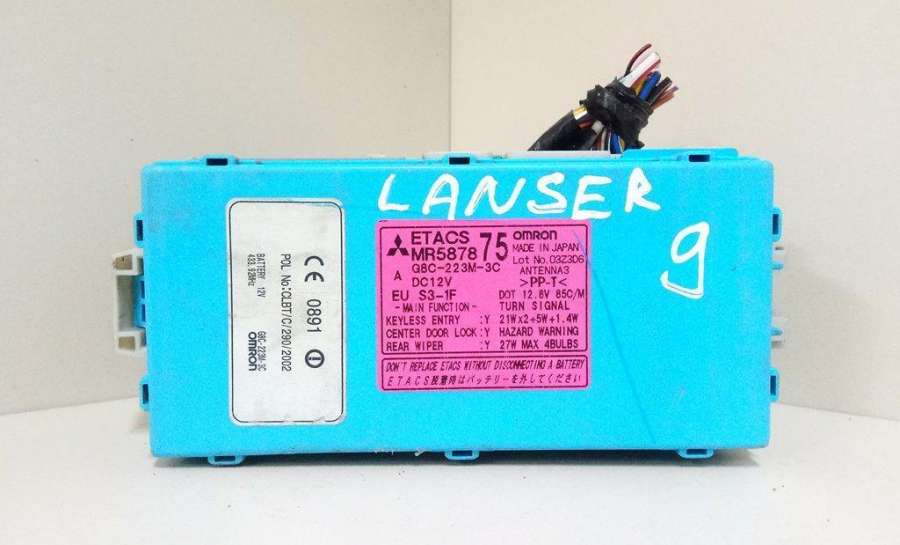 LANSER
9
ETACS 75 OMRON
MR5878 MADE IN JAPAN
A G8C-223M-3C Lot No.03Z3D6
DC12V ANTENNA3
>PP-T<
EU S3-1F DOT 12.8V 85C/M
-MAIN FUNCTION- TURN SIGNAL
KEYLESS ENTRY :Y 21Wx2+5W+1.4W
CENTER DOOR LOCK:Y HAZARD WARNING
REAR WIPER :Y 27W MAX 4BULBS
DON'T REPLACE ETACS WITHOUT DISCONNECTING A BATTERY
ETACS脱着時はバッテリーを外してください
CE 0891
POL No:CLBT/C/290/2002
BATTERY 12V G8C-223M-3C
433.92MHz OMRON